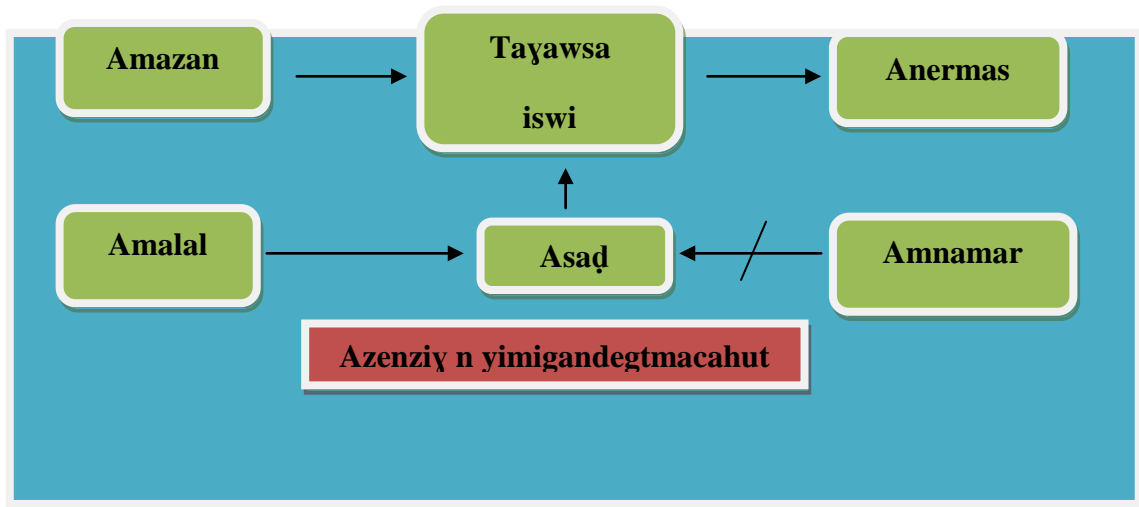 Amazan
Taɣawsa
iswi
Anermas
Amalal
Asaḍ
Amnamar
Azenziɣ n yimigandegtmacahut